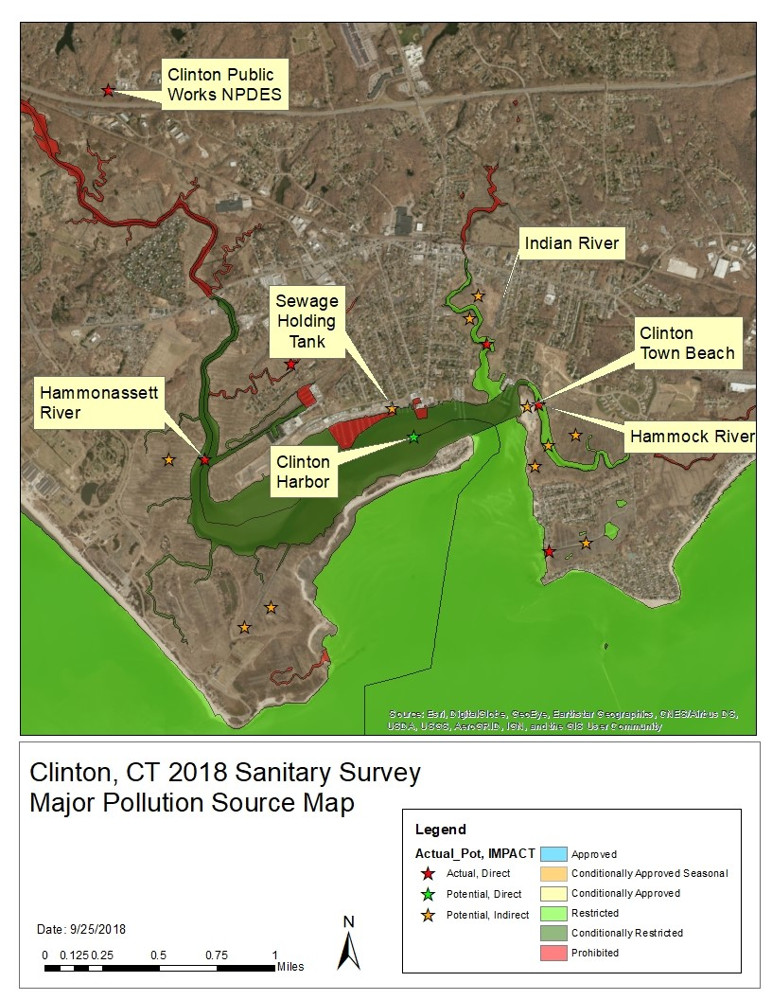 Clinton Public
Works NPDES
Indian River
Sewage
Holding
Tank
Clinton
Town Beach
Hammonassett
River
Hammock River
Clinton
Harbor
Source: Esri, DigitalGlobe, GeoEye, Earthstar Geographics, CNES/Airbus DS,
USDA, USGS, AeroGRID, IGN, and the GIS User Community
Clinton, CT 2018 Sanitary Survey
Major Pollution Source Map
Legend
Actual_Pot, IMPACT
Actual, Direct
Potential, Direct
Potential, Indirect
Approved
Conditionally Approved Seasonal
Conditionally Approved
Restricted
Conditionally Restricted
Prohibited
Date: 9/25/2018
0 0.125 0.25 0.5 0.75 1
Miles
N